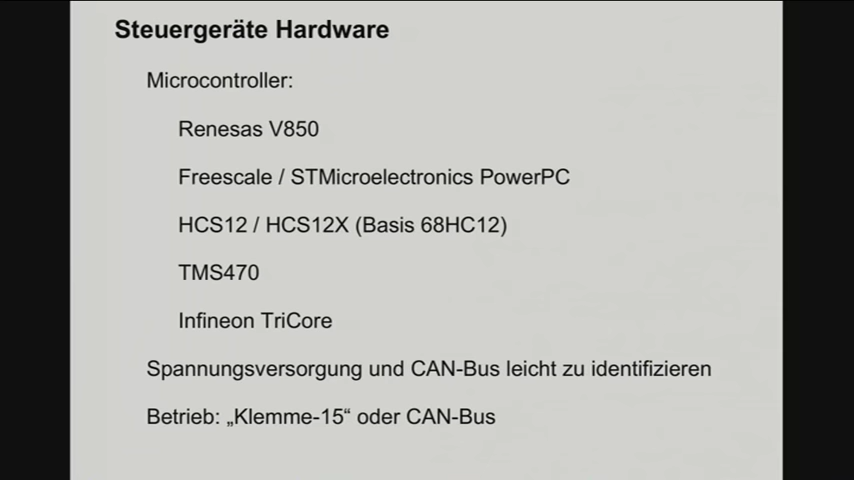 Steuergeräte Hardware
Microcontroller:
Renesas V850
Freescale / STMicroelectronics PowerPC
HCS12 / HCS12X (Basis 68HC12)
TMS470
Infineon TriCore
Spannungsversorgung und CAN-Bus leicht zu identifizieren
Betrieb: „Klemme-15“ oder CAN-Bus